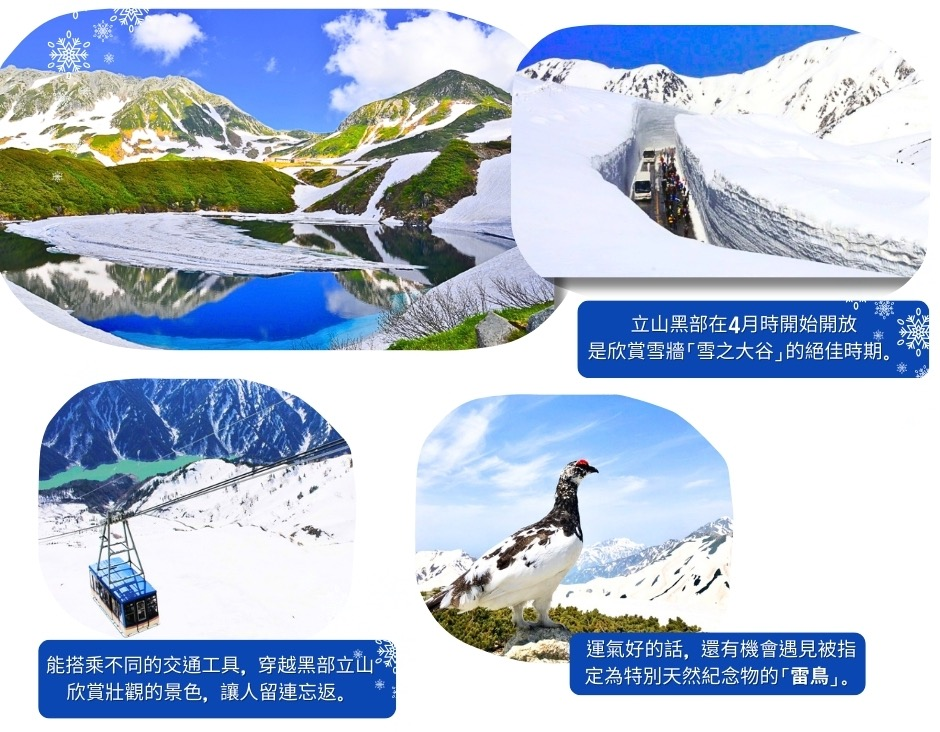 立山黑部在4月時開始開放
是欣賞雪牆「雪之大谷」的絕佳時期。
能搭乘不同的交通工具，穿越黑部立山
欣賞壯觀的景色，讓人留連忘返。
運氣好的話，還有機會遇見被指
定為特別天然紀念物的「雷鳥」。